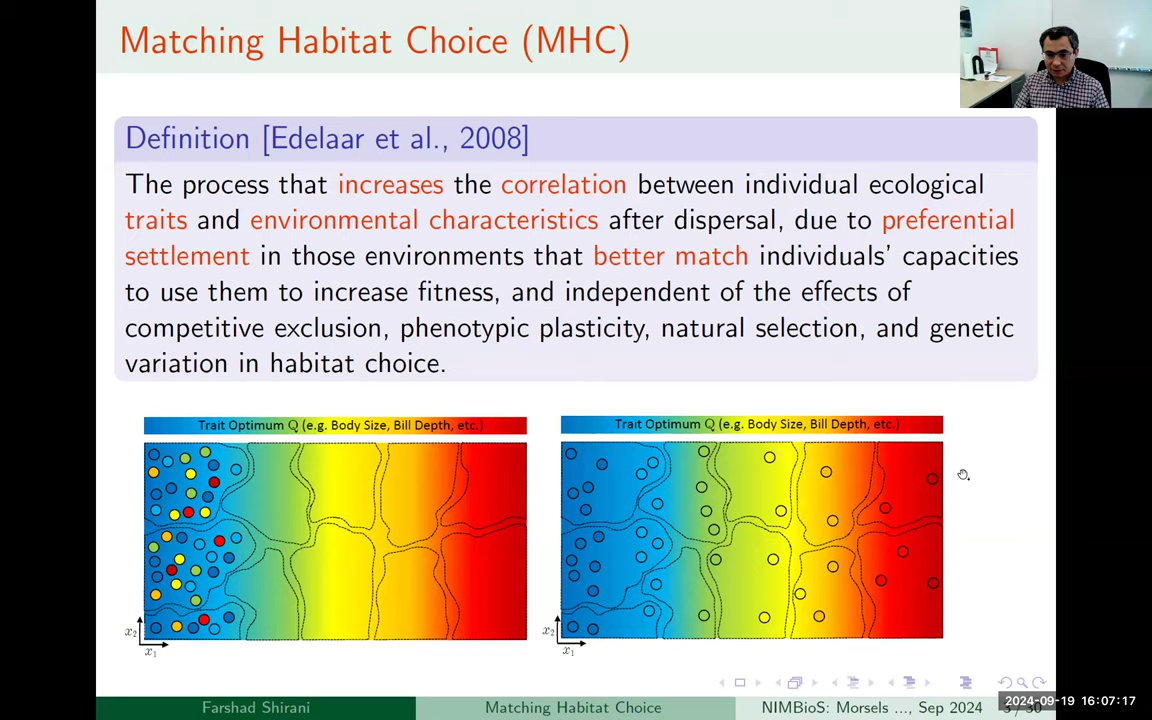 Matching Habitat Choice (MHC)
Definition [Edelaar et al., 2008]
The process that increases the correlation between individual ecological
traits and environmental characteristics after dispersal, due to preferential
settlement in those environments that better match individuals' capacities
to use them to increase fitness, and independent of the effects of
competitive exclusion, phenotypic plasticity, natural selection, and genetic
variation in habitat choice.
Trait Optimum Q (e.g. Body Size, Bill Depth, etc.)
x2
x1
Trait Optimum Q (e.g. Body Size, Bill Depth, etc.)
x2
x1
Farshad Shirani
Matching Habitat Choice
NIMBioS: Morsels ..., Sep 2024
2024-09-19 16:07:17